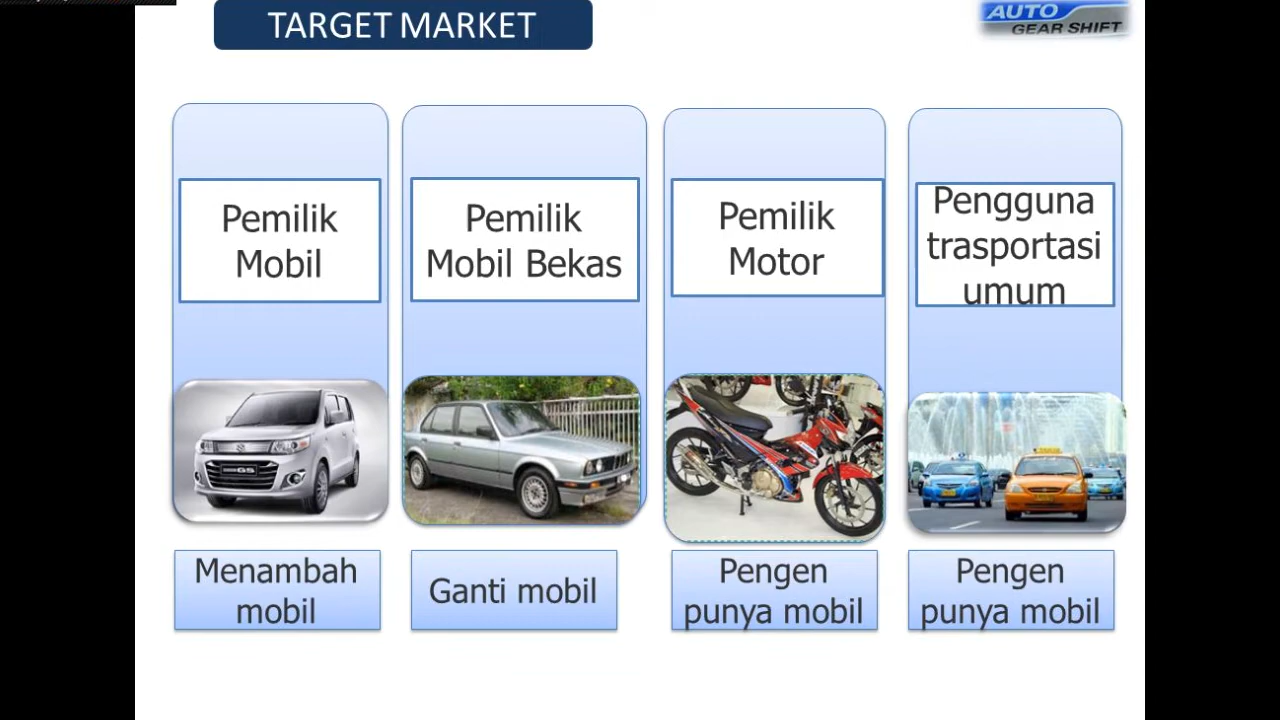 TARGET MARKET
AUTO
GEAR SHIFT
Pemilik
Mobil
Pemilik
Mobil Bekas
Pemilik
Motor
Pengguna
trasportasi
umum
Menambah
mobil
Ganti mobil
Pengen
punya mobil
Pengen
punya mobil